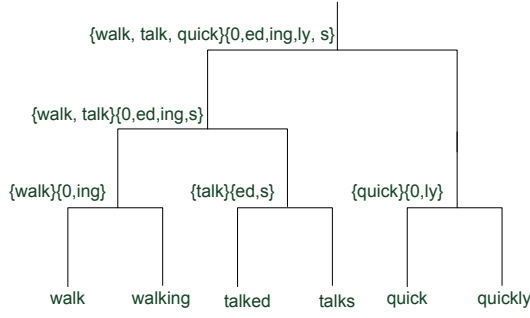 {walk, talk, quick}{0,ed,ing,ly, s}
{walk, talk}{0,ed,ing,s}
{walk}{0,ing}
{talk}{ed,s}
{quick}{0,ly}
walk
walking
talked
talks
quick
quickly